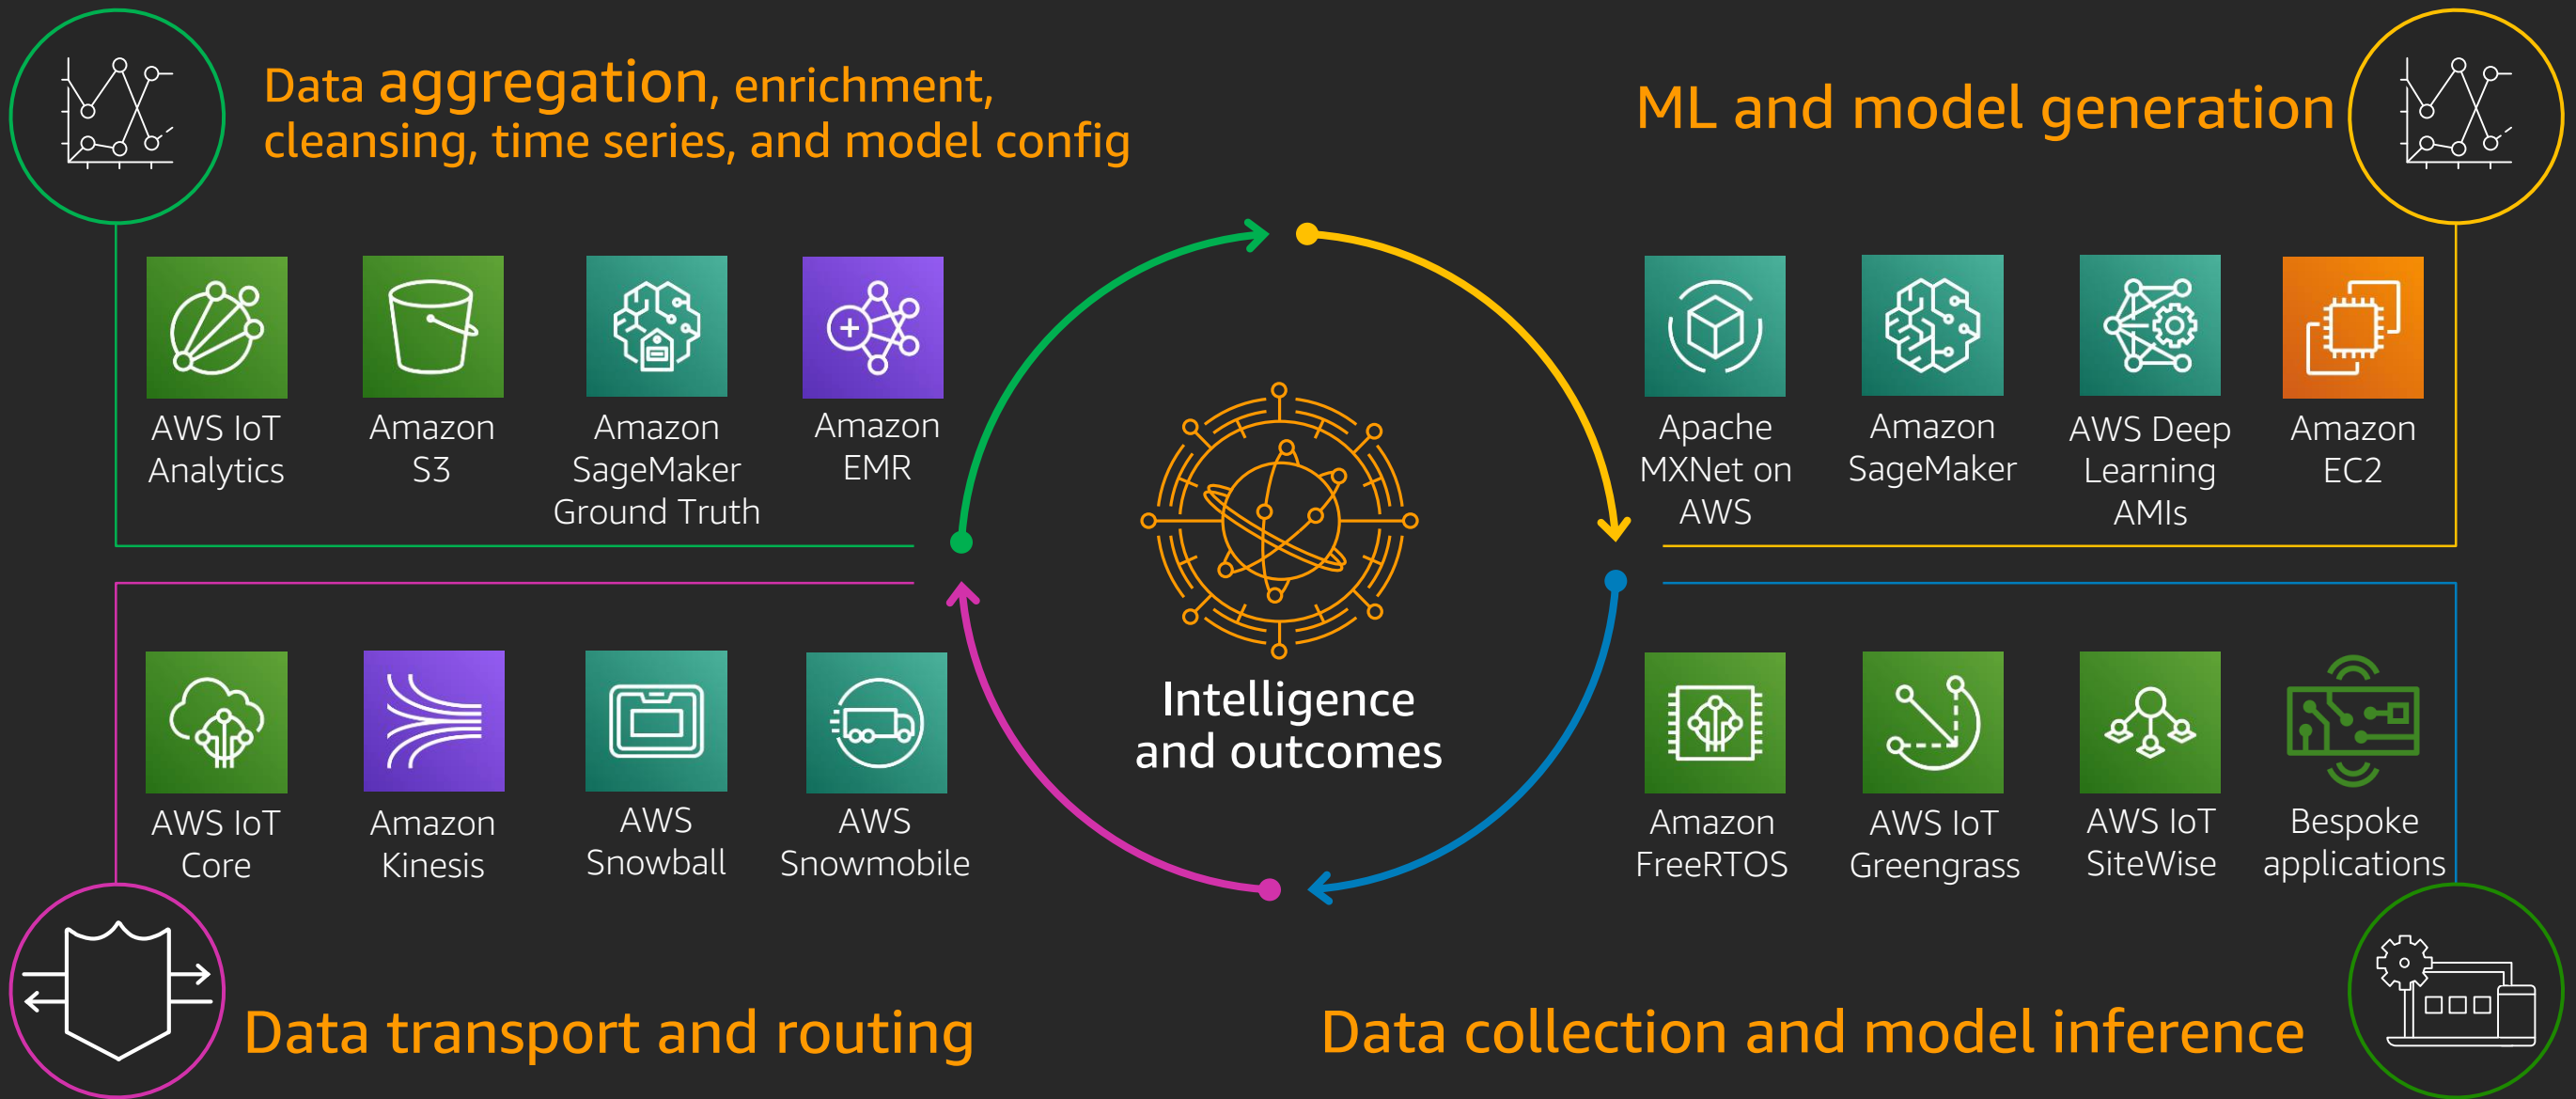 Data aggregation, enrichment,
cleansing, time series, and model config
ML and model generation
AWS IoT
Analytics
Amazon
S3
Amazon
SageMaker
Ground Truth
Amazon
EMR
Apache
MXNet on
AWS
Amazon
SageMaker
AWS Deep
Learning
AMIs
Amazon
EC2
Intelligence
and outcomes
AWS IoT
Core
Amazon
Kinesis
AWS
Snowball
AWS
Snowmobile
Amazon
FreeRTOS
AWS IoT
Greengrass
AWS IoT
SiteWise
Bespoke
applications
Data transport and routing
Data collection and model inference